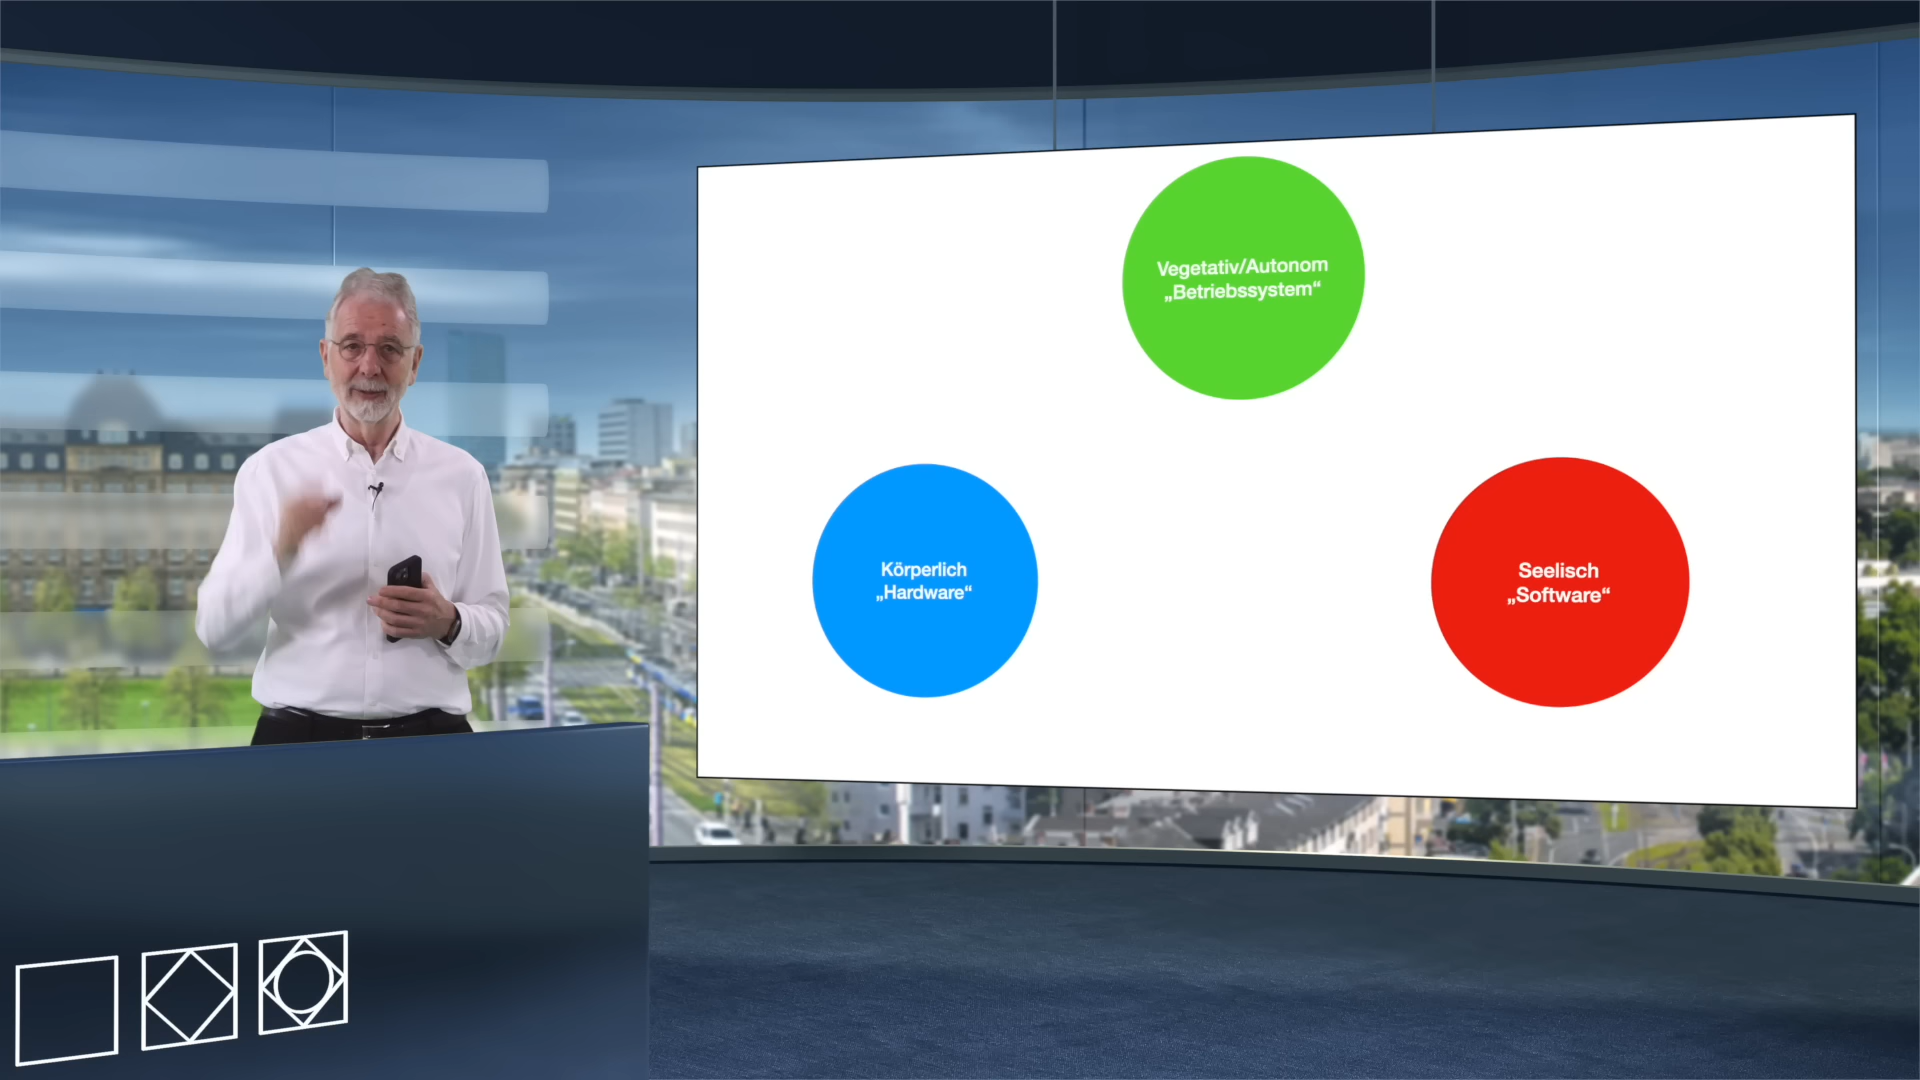 Vegetativ/Autonom
„Betriebssystem“
Körperlich
„Hardware“
Seelisch
„Software“